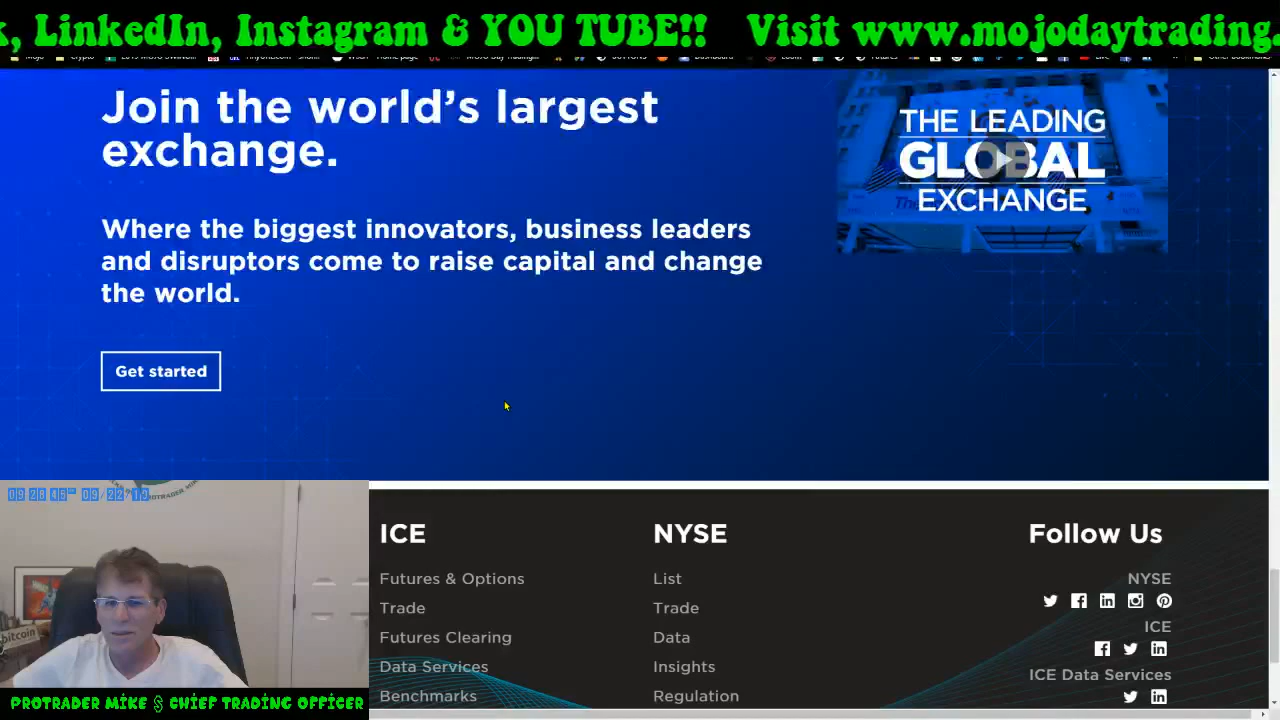 , LinkedIn, Instagram & YOU TUBE!! Visit www.mojodaytrading.
Join the world's largest
exchange.
Where the biggest innovators, business leaders
and disruptors come to raise capital and change
the world.
Get started
THE LEADING
GLOBAL
EXCHANGE
ICE
Futures & Options
Trade
Futures Clearing
Data Services
Benchmarks
NYSE
List
Trade
Data
Insights
Regulation
Follow Us
NYSE
ICE
ICE Data Services
bitcoin
PROTRADER MIKE $ CHIEF TRADING OFFICER